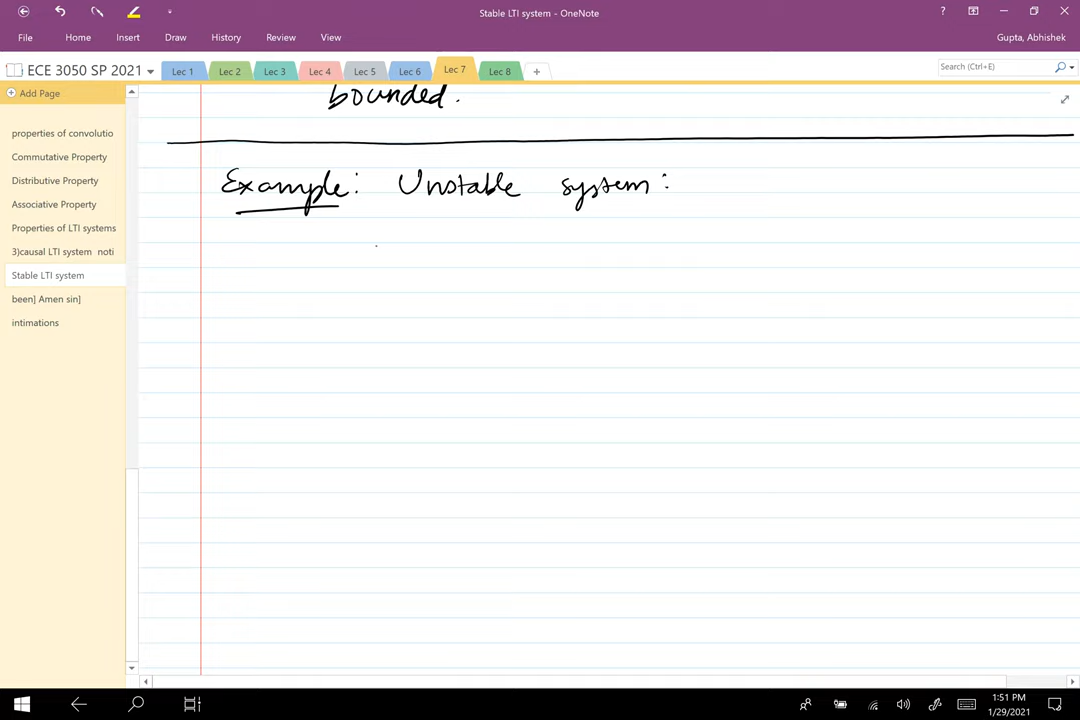 Stable LTI system - OneNote
?
Gupta, Abhishek
File Home Insert Draw History Review View
ECE 3050 SP 2021
Lec 1 Lec 2 Lec 3 Lec 4 Lec 5 Lec 6 Lec 7 Lec 8 +
Search (Ctrl+E)
Add Page
properties of convolutio
Commutative Property
Distributive Property
Associative Property
Properties of LTI systems
3)causal LTI system noti
Stable LTI system
been] Amen sin]
intimations
bounded.
Example: Unstable system:
1:51 PM
1/29/2021